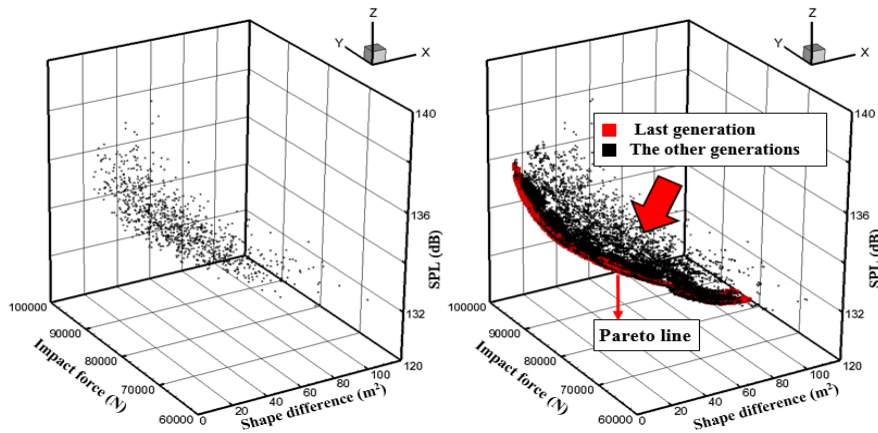 Z
Y
X
140
136
SPL (dB)
132
120
100000
90000
80000
70000
60000
Impact force (N)
0
20
40
60
80
100
Shape difference (m²)
Z
Y
X
140
Last generation
The other generations
136
SPL (dB)
132
Pareto line
120
100000
90000
80000
70000
60000
Impact force (N)
0
20
40
60
80
100
Shape difference (m²)